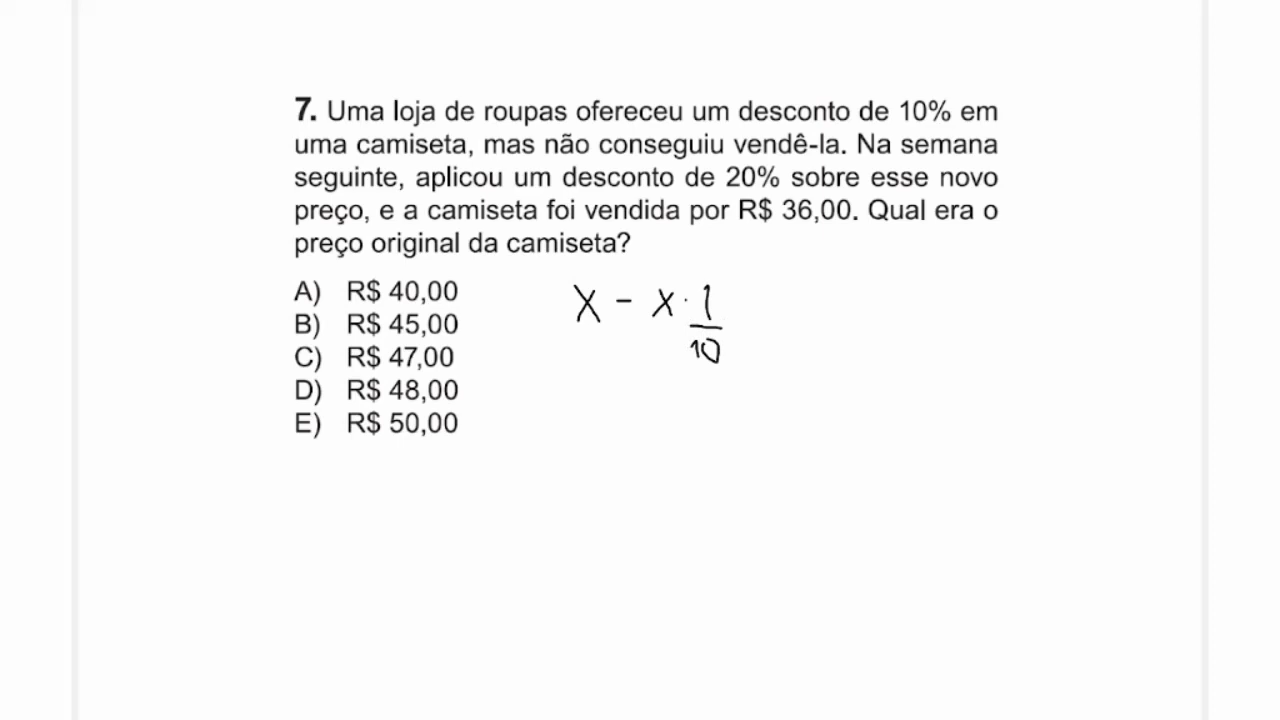 7. Uma loja de roupas ofereceu um desconto de 10% em
uma camiseta, mas não conseguiu vendê-la. Na semana
seguinte, aplicou um desconto de 20% sobre esse novo
preço, e a camiseta foi vendida por R$ 36,00. Qual era o
preço original da camiseta?
A) R$ 40,00
B) R$ 45,00
C) R$ 47,00
D) R$ 48,00
E) R$ 50,00
X - x · 1
10